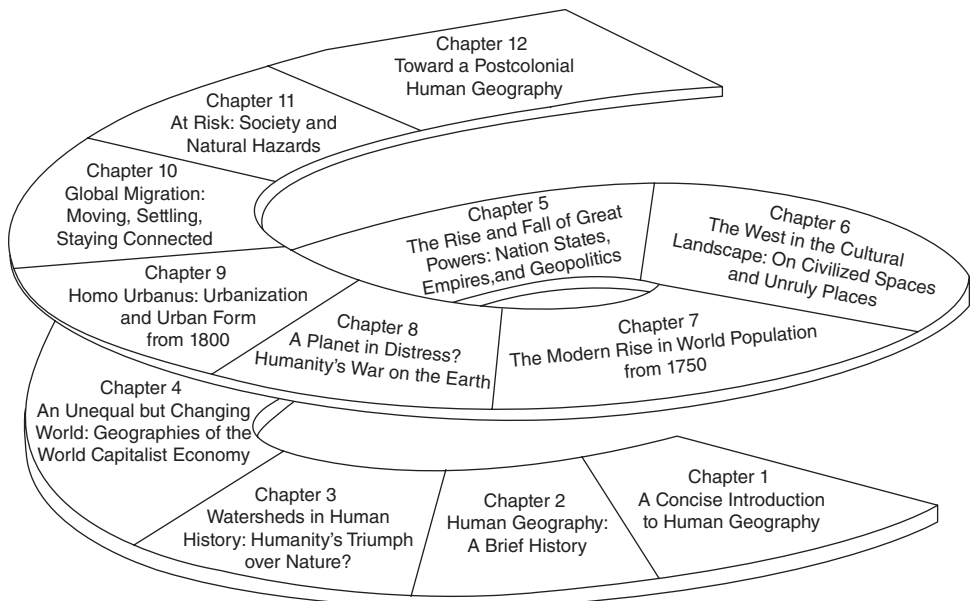 Chapter 12
Toward a Postcolonial
Human Geography
Chapter 11
At Risk: Society and
Natural Hazards
Chapter 10
Global Migration:
Moving, Settling,
Staying Connected
Chapter 5
The Rise and Fall of Great
Powers: Nation States,
Empires,and Geopolitics
Chapter 6
The West in the Cultural
Landscape: On Civilized Spaces
and Unruly Places
Chapter 9
Homo Urbanus: Urbanization
and Urban Form
from 1800
Chapter 8
A Planet in Distress?
Humanity’s War on the Earth
Chapter 7
The Modern Rise in World Population
from 1750
Chapter 4
An Unequal but Changing
World: Geographies of the
World Capitalist Economy
Chapter 3
Watersheds in Human
History: Humanity’s Triumph
over Nature?
Chapter 2
Human Geography:
A Brief History
Chapter 1
A Concise Introduction
to Human Geography